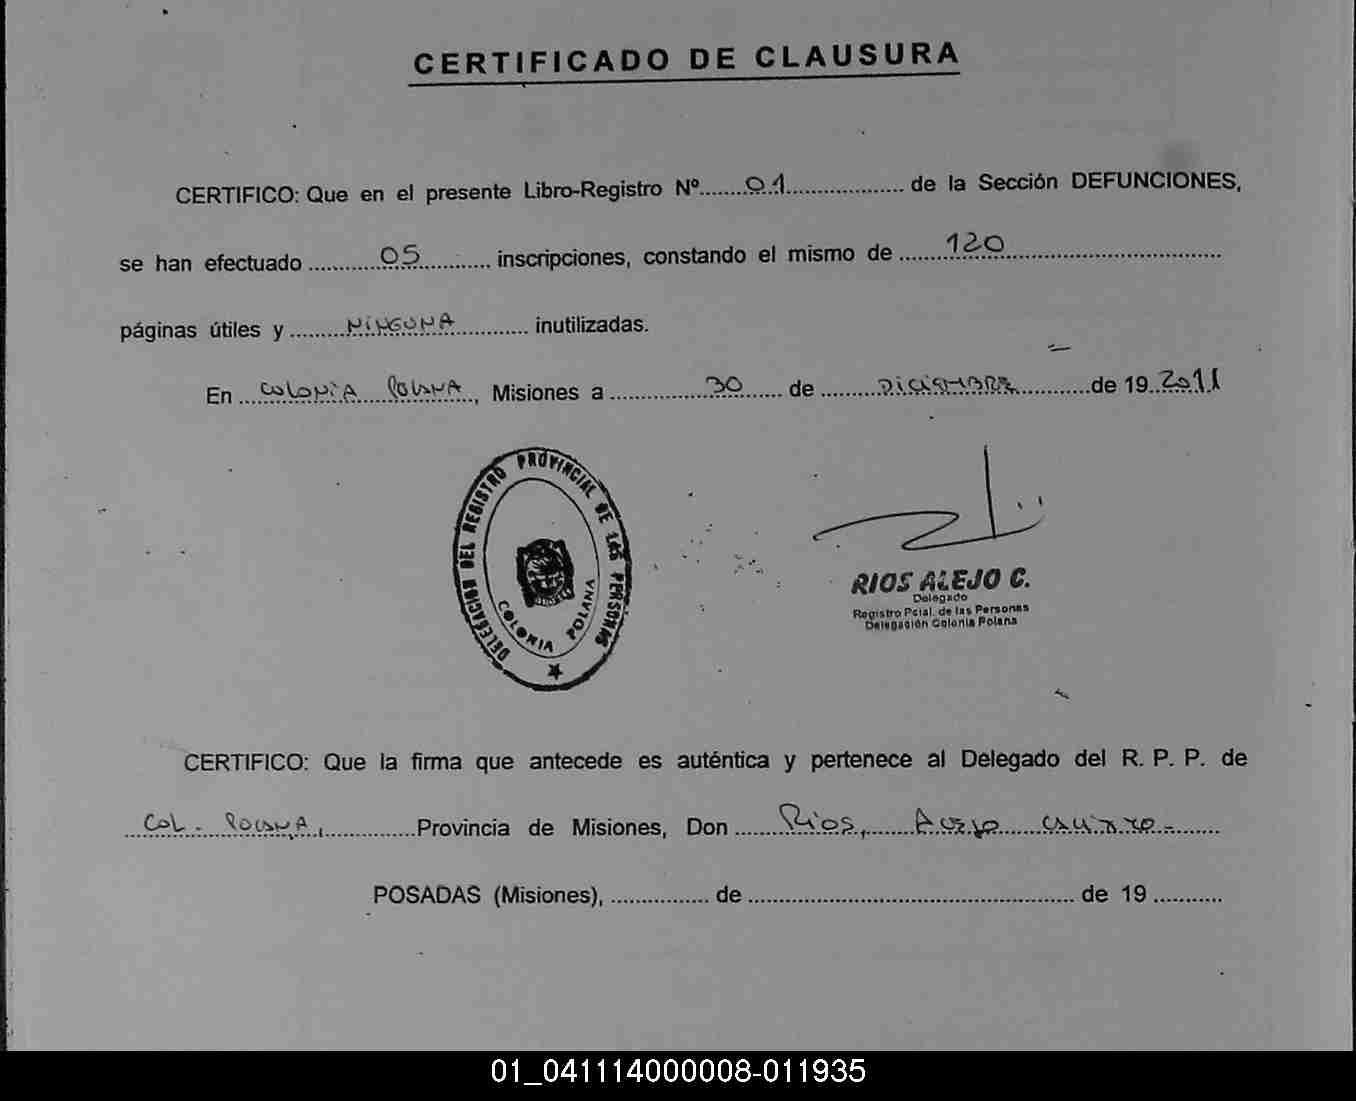 CERTIFICADO DE CLAUSURA
CERTIFICO: Que en el presente Libro-Registro Nº.......01.................... de la Sección DEFUNCIONES,
se han efectuado ............05............ inscripciones, constando el mismo de ........120........................................
páginas útiles y .........NINGUNA............. inutilizadas.
En ....COLONIA POLANA.., Misiones a ...................30....... de ..........DICIEMBRE.............de 19..2011
DELEGACION DEL REGISTRO PROVINCIAL DE LAS PERSONAS
COLONIA POLANA
RIOS ALEJO C.
Delegado
Registro Pcial. de las Personas
Delegación Colonia Polana
CERTIFICO: Que la firma que antecede es auténtica y pertenece al Delegado del R. P. P. de
..COL. POLANA,.............Provincia de Misiones, Don ........RIOS,........ALEJO.......
POSADAS (Misiones), ................ de ..................................................... de 19 ...........
01_041114000008-011935